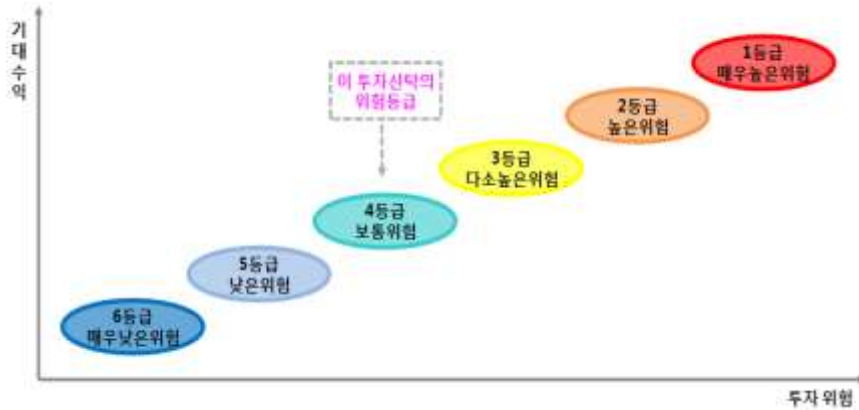 기대수익
1등급
매우높은위험
이 투자신탁의
위험등급
2등급
높은위험
3등급
다소높은위험
4등급
보통위험
5등급
낮은위험
6등급
매우낮은위험
투자 위험